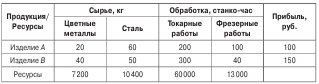 Продукция/ Ресурсы | Сырье, кг | Обработка, станко-час | Прибыль, руб.
Цветные металлы | Сталь | Токарные работы | Фрезерные работы
Изделие А | 20 | 60 | 200 | 100 | 100
Изделие В | 40 | 50 | 300 | 40 | 150
Ресурсы | 7200 | 10400 | 60000 | 13000